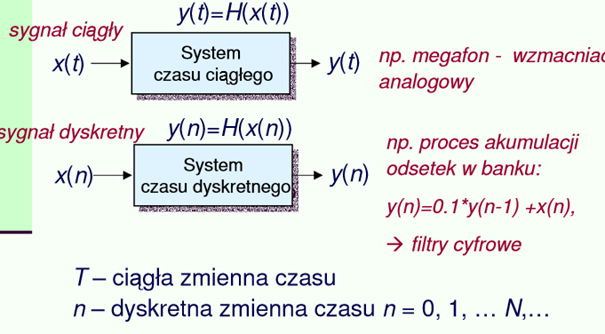 y(t)=H(x(t))
sygnał ciągły
x(t)
System
czasu ciągłego
y(t)
np. megafon - wzmacniac
analogowy
sygnał dyskretny
y(n)=H(x(n))
x(n)
System
czasu dyskretnego
y(n)
np. proces akumulacji
odsetek w banku:
y(n)=0.1*y(n-1) +x(n),
→ filtry cyfrowe
T – ciągła zmienna czasu
n – dyskretna zmienna czasu n = 0, 1, … N,…